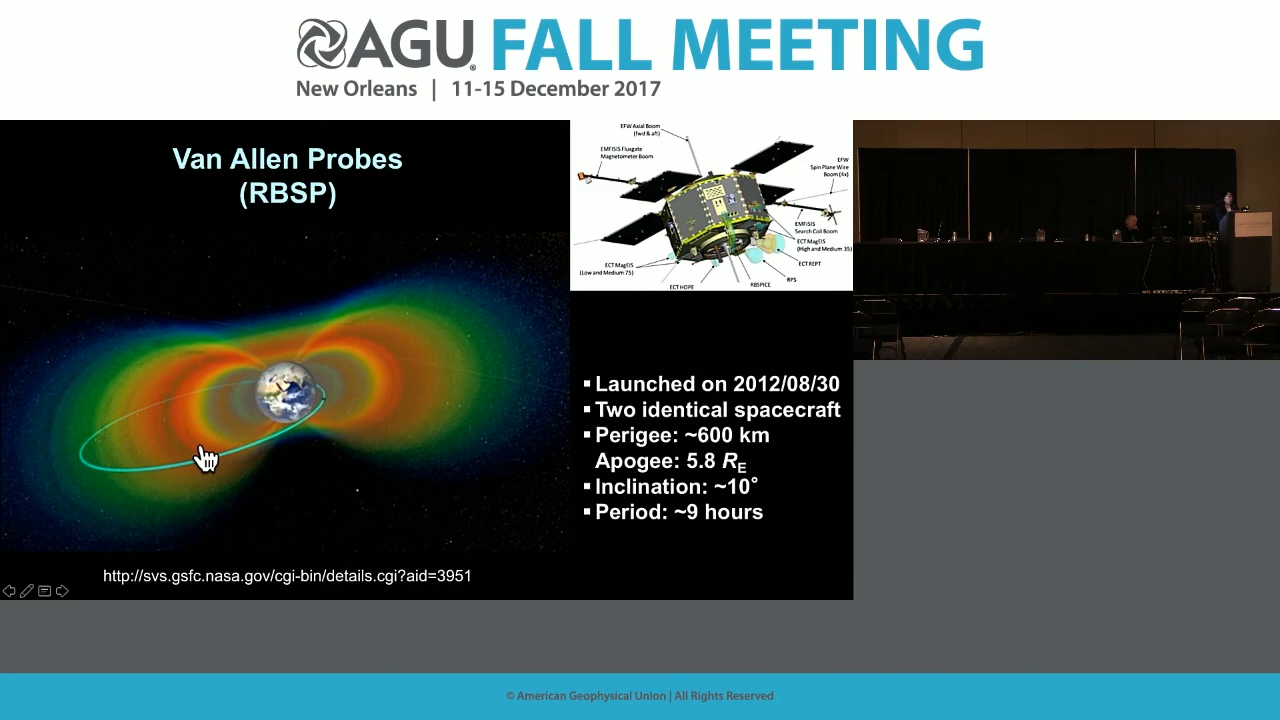 AGU FALL MEETING
New Orleans | 11-15 December 2017
Van Allen Probes
(RBSP)
http://svs.gsfc.nasa.gov/cgi-bin/details.cgi?aid=3951
EFW Axial Boom
(fwd & aft)
EMFISIS Fluxgate
Magnetometer Boom
EFW
Spin Plane Wire
Boom (4x)
EMFISIS
Search Coil Boom
ECT MagEIS
(High and Medium 35)
ECT REPT
RPS
RBSPICE
ECT HOPE
ECT MagEIS
(Low and Medium 75)
▪ Launched on 2012/08/30
▪ Two identical spacecraft
▪ Perigee: ~600 km
Apogee: 5.8 RE
▪ Inclination: ~10°
▪ Period: ~9 hours
© American Geophysical Union | All Rights Reserved